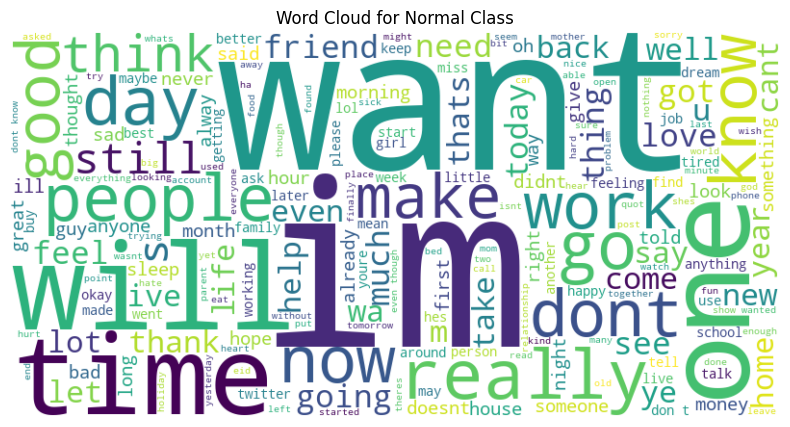 Word Cloud for Normal Class
asked whats think friend need oh back well
try maybe better said keep might bit seem mother sorry
good dont know thought never away miss nice able open dream
day sad best ha lol morning want thats car today give thing got u know cant
still alway getting food found sick please start girl way hard sure problem love job last wish
big used though nothing world tired minute something
everything looking account everyone ask hour place week little didnt hear feeling find shes god phone
ill people later finally make isnt quot look year
great buy guy anyone month family even mean work post told
feel s already much first right go say anything
trying wasnt youre hes mom two call another come happy together watch use fun new
yet sleep life help bed take relationship show wanted enough
okay hate point parent eat working without put even though wa m dont school one
will made went ive tomorrow read kind many see done talk home
hurt lot thank hope heart now around person night tell live
end time bad long holiday yesterday eid twitter going may really doesnt house someone ye money
let left started theres old don t leave
im